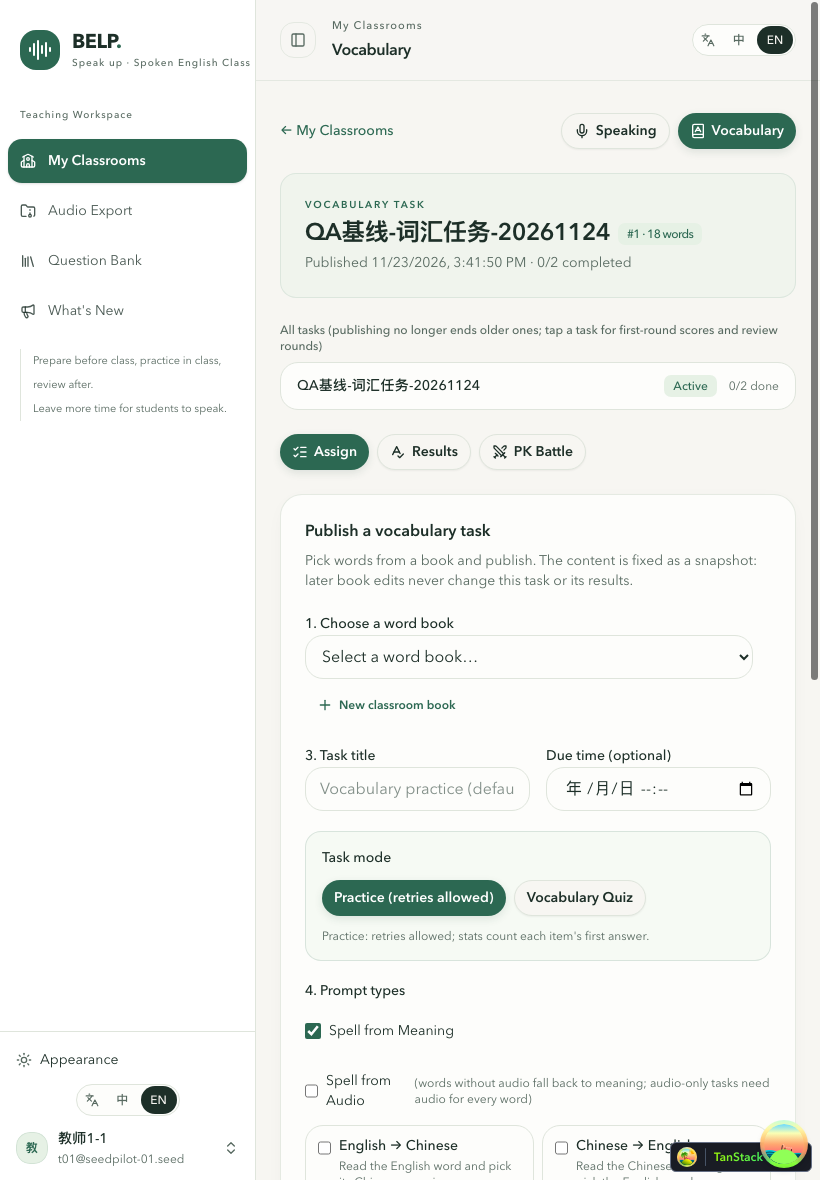 BELP.
Speak up · Spoken English Class
Teaching Workspace
My Classrooms
Audio Export
Question Bank
What's New
Prepare before class, practice in class,
review after.
Leave more time for students to speak.
Appearance
中
EN
教
教师1-1
t01@seedpilot-01.seed
My Classrooms
Vocabulary
中
EN
← My Classrooms
Speaking
Vocabulary
VOCABULARY TASK
QA基线-词汇任务-20261124
#1 · 18 words
Published 11/23/2026, 3:41:50 PM · 0/2 completed
All tasks (publishing no longer ends older ones; tap a task for first-round scores and review
rounds)
QA基线-词汇任务-20261124
Active
0/2 done
Assign
Results
PK Battle
Publish a vocabulary task
Pick words from a book and publish. The content is fixed as a snapshot:
later book edits never change this task or its results.
1. Choose a word book
Select a word book…
+ New classroom book
3. Task title
Due time (optional)
Vocabulary practice (defau
年 /月/日 --:--
Task mode
Practice (retries allowed)
Vocabulary Quiz
Practice: retries allowed; stats count each item's first answer.
4. Prompt types
Spell from Meaning
Spell from
Audio
(words without audio fall back to meaning; audio-only tasks need
audio for every word)
English → Chinese
Read the English word and pick
Chinese → English
Read the Chinese
TanStack